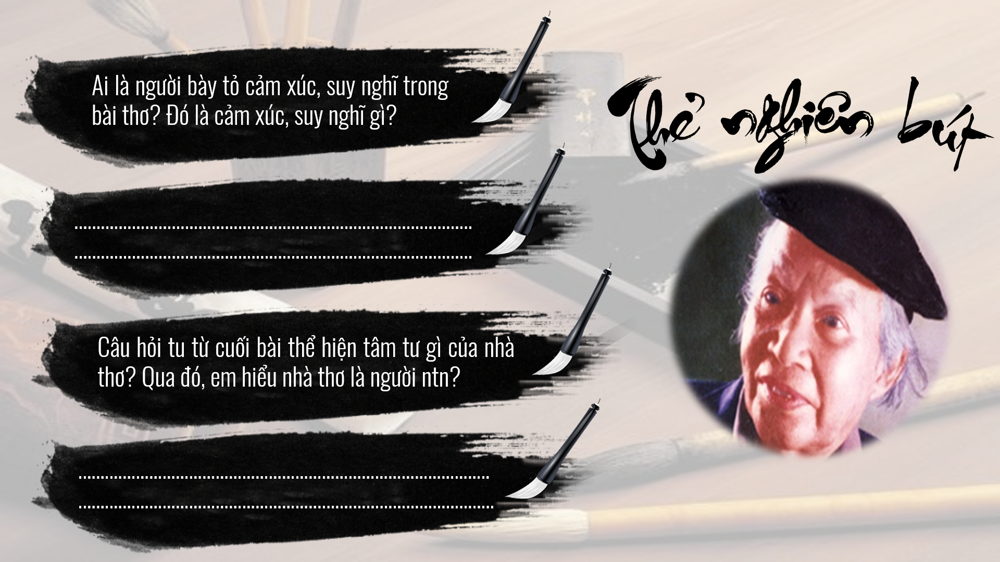 Ai là người bày tỏ cảm xúc, suy nghĩ trong
bài thơ? Đó là cảm xúc, suy nghĩ gì?
Thẻ nghiên bút
...........................................................................................
...........................................................................................
Câu hỏi tu từ cuối bài thể hiện tâm tư gì của nhà
thơ? Qua đó, em hiểu nhà thơ là người ntn?
..............................................................................................
...............................................................................................